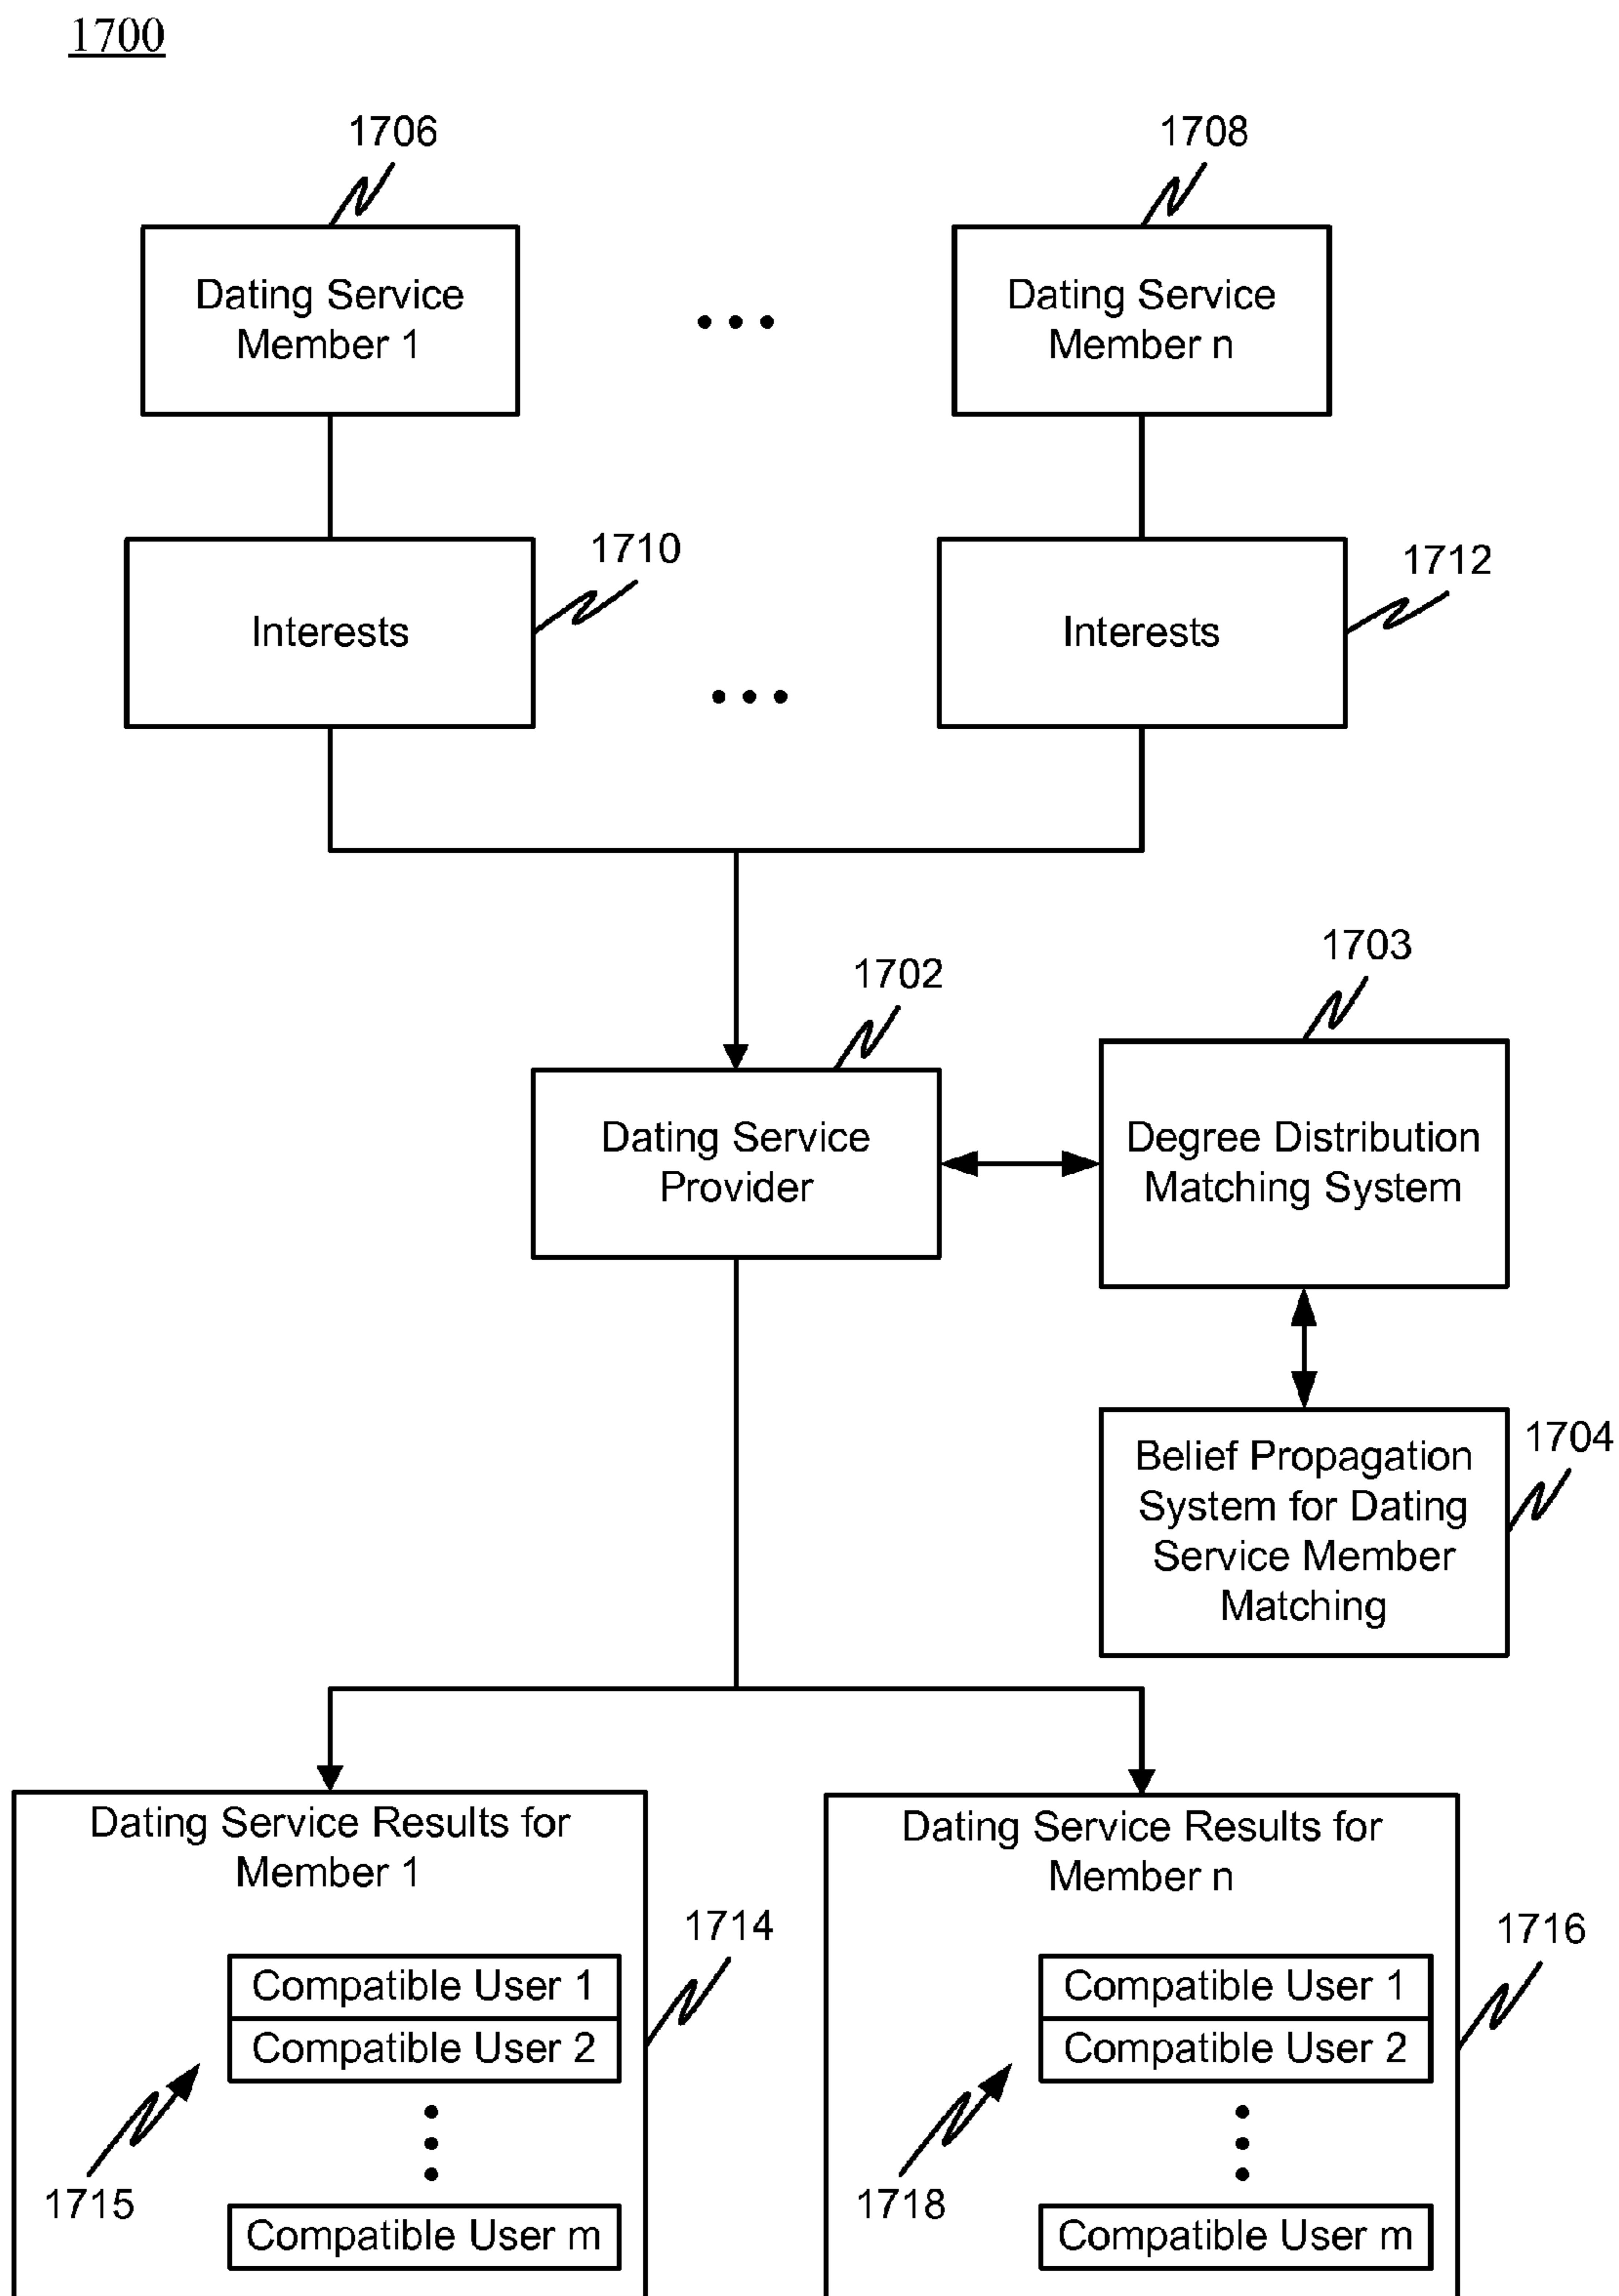 1700
1706
1708
Dating Service
Member 1
Dating Service
Member n
1710
1712
Interests
Interests
1703
1702
Dating Service
Provider
Degree Distribution
Matching System
1704
Belief Propagation
System for Dating
Service Member
Matching
Dating Service Results for
Member 1
Dating Service Results for
Member n
1714
1716
Compatible User 1
Compatible User 2
Compatible User 1
Compatible User 2
1715
1718
Compatible User m
Compatible User m